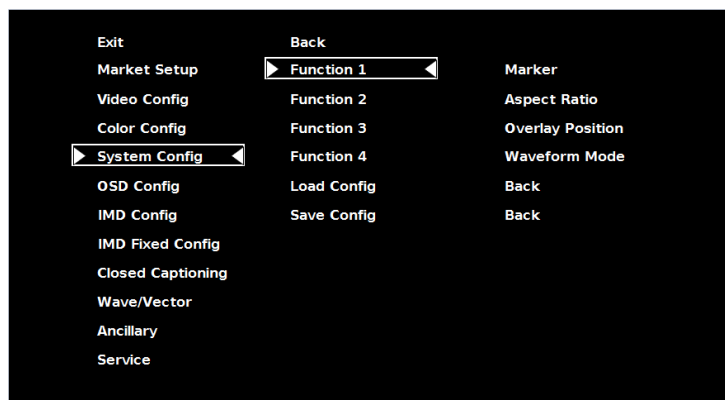 Exit Back
Market Setup Function 1 Marker
Video Config Function 2 Aspect Ratio
Color Config Function 3 Overlay Position
System Config Function 4 Waveform Mode
OSD Config Load Config Back
IMD Config Save Config Back
IMD Fixed Config
Closed Captioning
Wave/Vector
Ancillary
Service